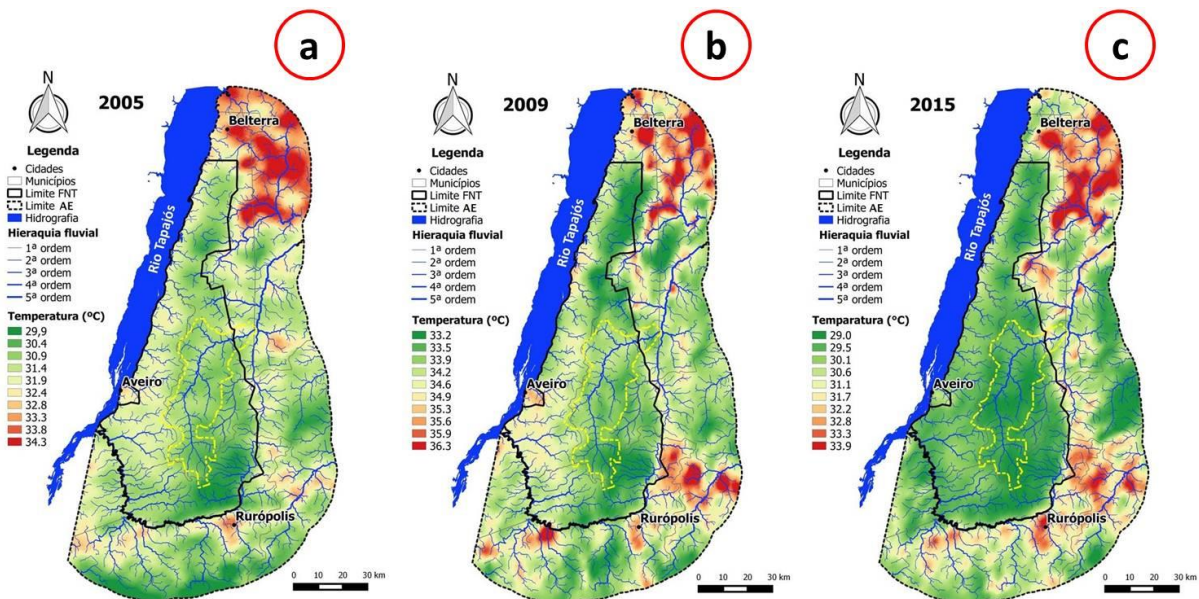 a
N
2005
Belterra
Legenda
Cidades
Municípios
Limite FNT
Limite AE
Hidrografia
Hieraquia fluvial
1ª ordem
2ª ordem
3ª ordem
4ª ordem
5ª ordem
Temperatura (ºC)
29,9
30.4
30.9
31.4
31.9
32.4
32.8
33.3
33.8
34.3
Rio Tapajós
Aveiro
Rurópolis
0 10 20 30 km
b
N
2009
Belterra
Legenda
Cidades
Municípios
Limite FNT
Limite AE
Hidrografia
Hieraquia fluvial
1ª ordem
2ª ordem
3ª ordem
4ª ordem
5ª ordem
Temperatura (ºC)
33.2
33.5
33.9
34.2
34.6
34.9
35.3
35.6
35.9
36.3
Rio Tapajós
Aveiro
Rurópolis
0 10 20 30 km
c
N
2015
Belterra
Legenda
Cidades
Municípios
Limite FNT
Limite AE
Hidrografia
Hieraquia fluvial
1ª ordem
2ª ordem
3ª ordem
4ª ordem
5ª ordem
Temparatura (ºC)
29.0
29.5
30.1
30.6
31.1
31.7
32.2
32.8
33.3
33.9
Rio Tapajós
Aveiro
Rurópolis
0 10 20 30 km